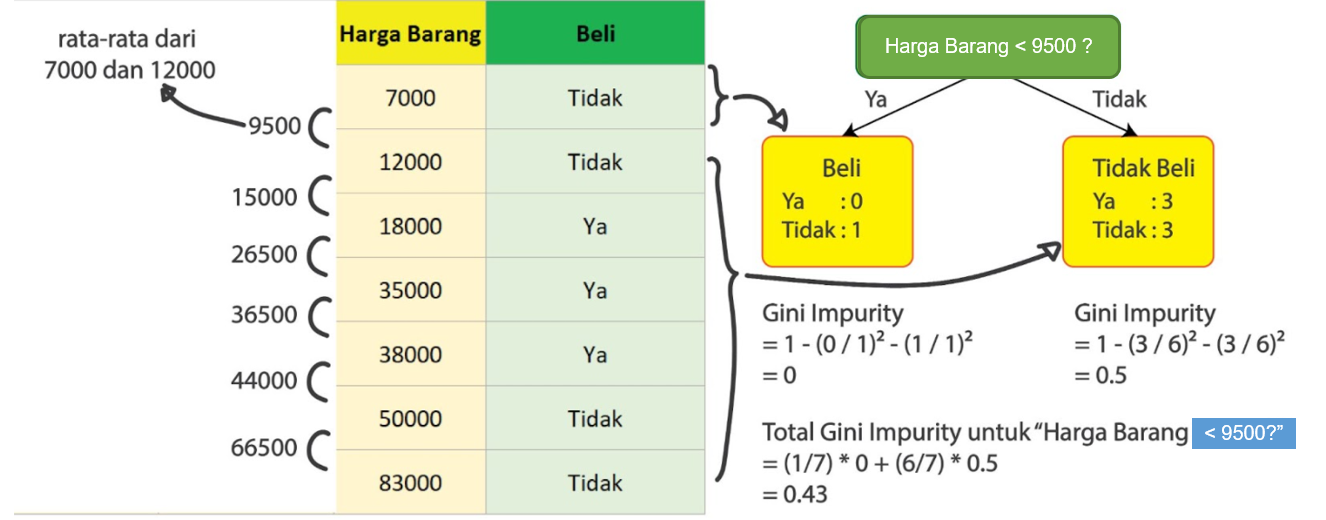 rata-rata dari
7000 dan 12000
9500
15000
26500
36500
44000
66500
Harga Barang Beli
7000 Tidak
12000 Tidak
18000 Ya
35000 Ya
38000 Ya
50000 Tidak
83000 Tidak
Harga Barang < 9500 ?
Ya
Tidak
Beli
Ya : 0
Tidak : 1
Tidak Beli
Ya : 3
Tidak : 3
Gini Impurity
= 1 - (0 / 1)² - (1 / 1)²
= 0
Gini Impurity
= 1 - (3 / 6)² - (3 / 6)²
= 0.5
Total Gini Impurity untuk “Harga Barang < 9500?”
= (1/7) * 0 + (6/7) * 0.5
= 0.43